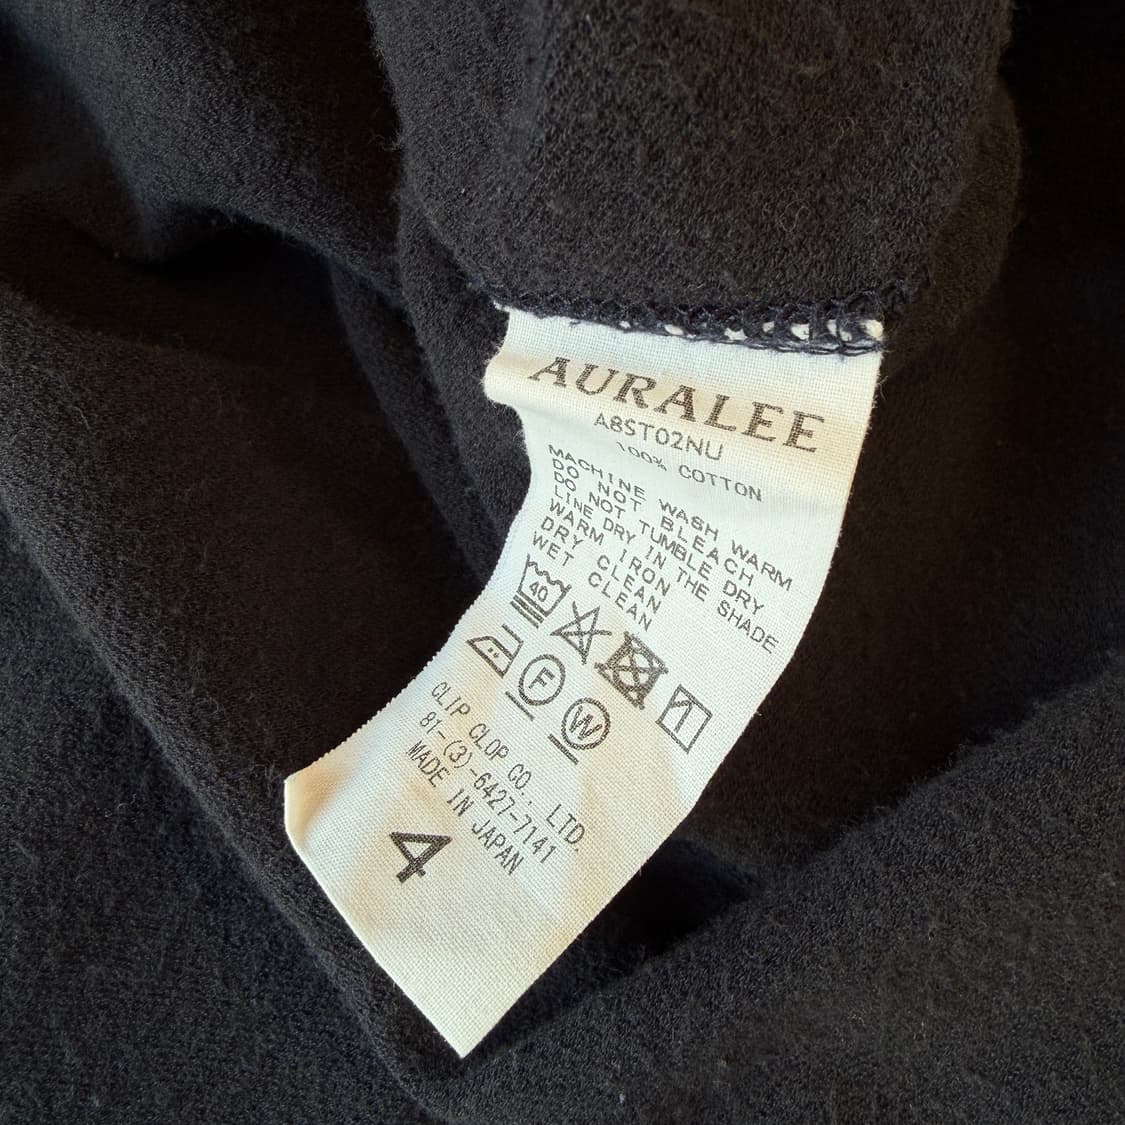 AURALEE
A8ST02NU
100% COTTON
MACHINE WASH WARM
DO NOT BLEACH
DO NOT TUMBLE DRY
LINE DRY IN THE SHADE
WARM IRON
DRY CLEAN
WET CLEAN
40
F
W
CLIP CLOP CO., LTD.
81-(3)-6427-7141
MADE IN JAPAN
4